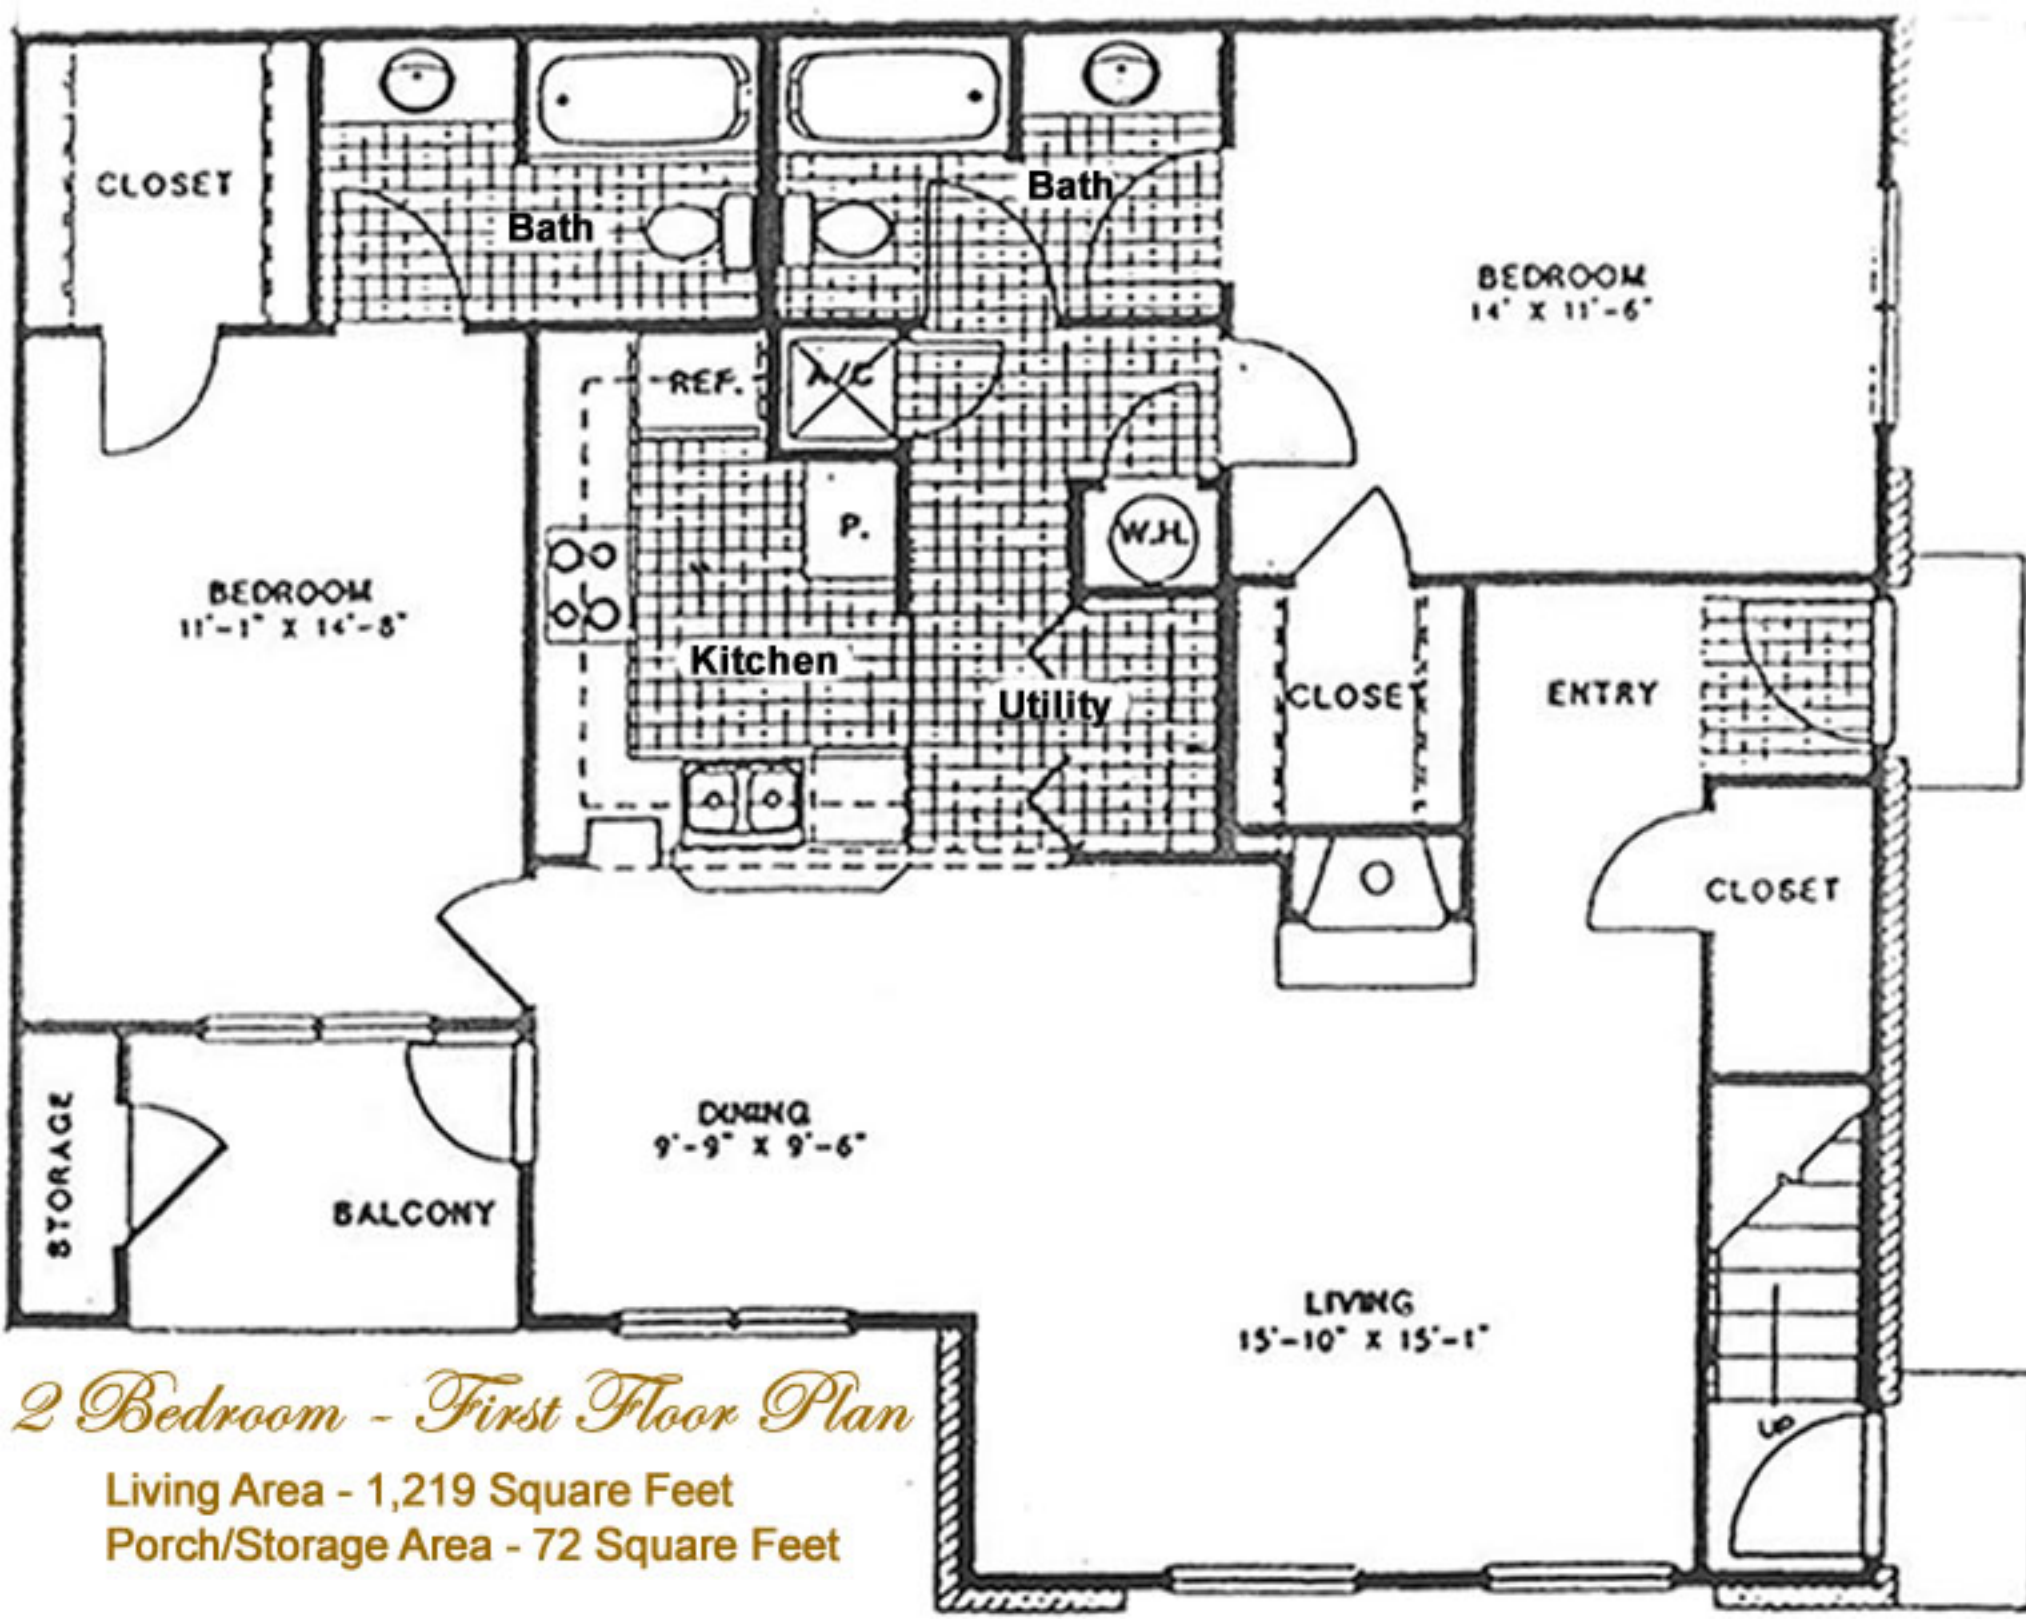 CLOSET
Bath
Bath
BEDROOM
14' X 11'-6"
REF.
A/C
P.
W.H.
BEDROOM
11'-1" X 14'-8"
Kitchen
Utility
CLOSET
ENTRY
CLOSET
STORAGE
BALCONY
DINING
9'-9" X 9'-6"
LIVING
15'-10" X 15'-1"
UP
2 Bedroom - First Floor Plan
Living Area - 1,219 Square Feet
Porch/Storage Area - 72 Square Feet